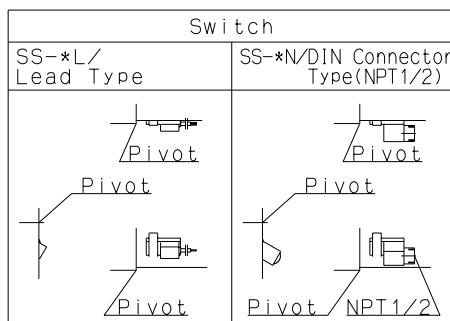 Switch
SS-*L/
Lead Type
SS-*N/DIN Connector
Type(NPT1/2)
Pivot
Pivot
Pivot
Pivot
Pivot
Pivot
NPT1/2